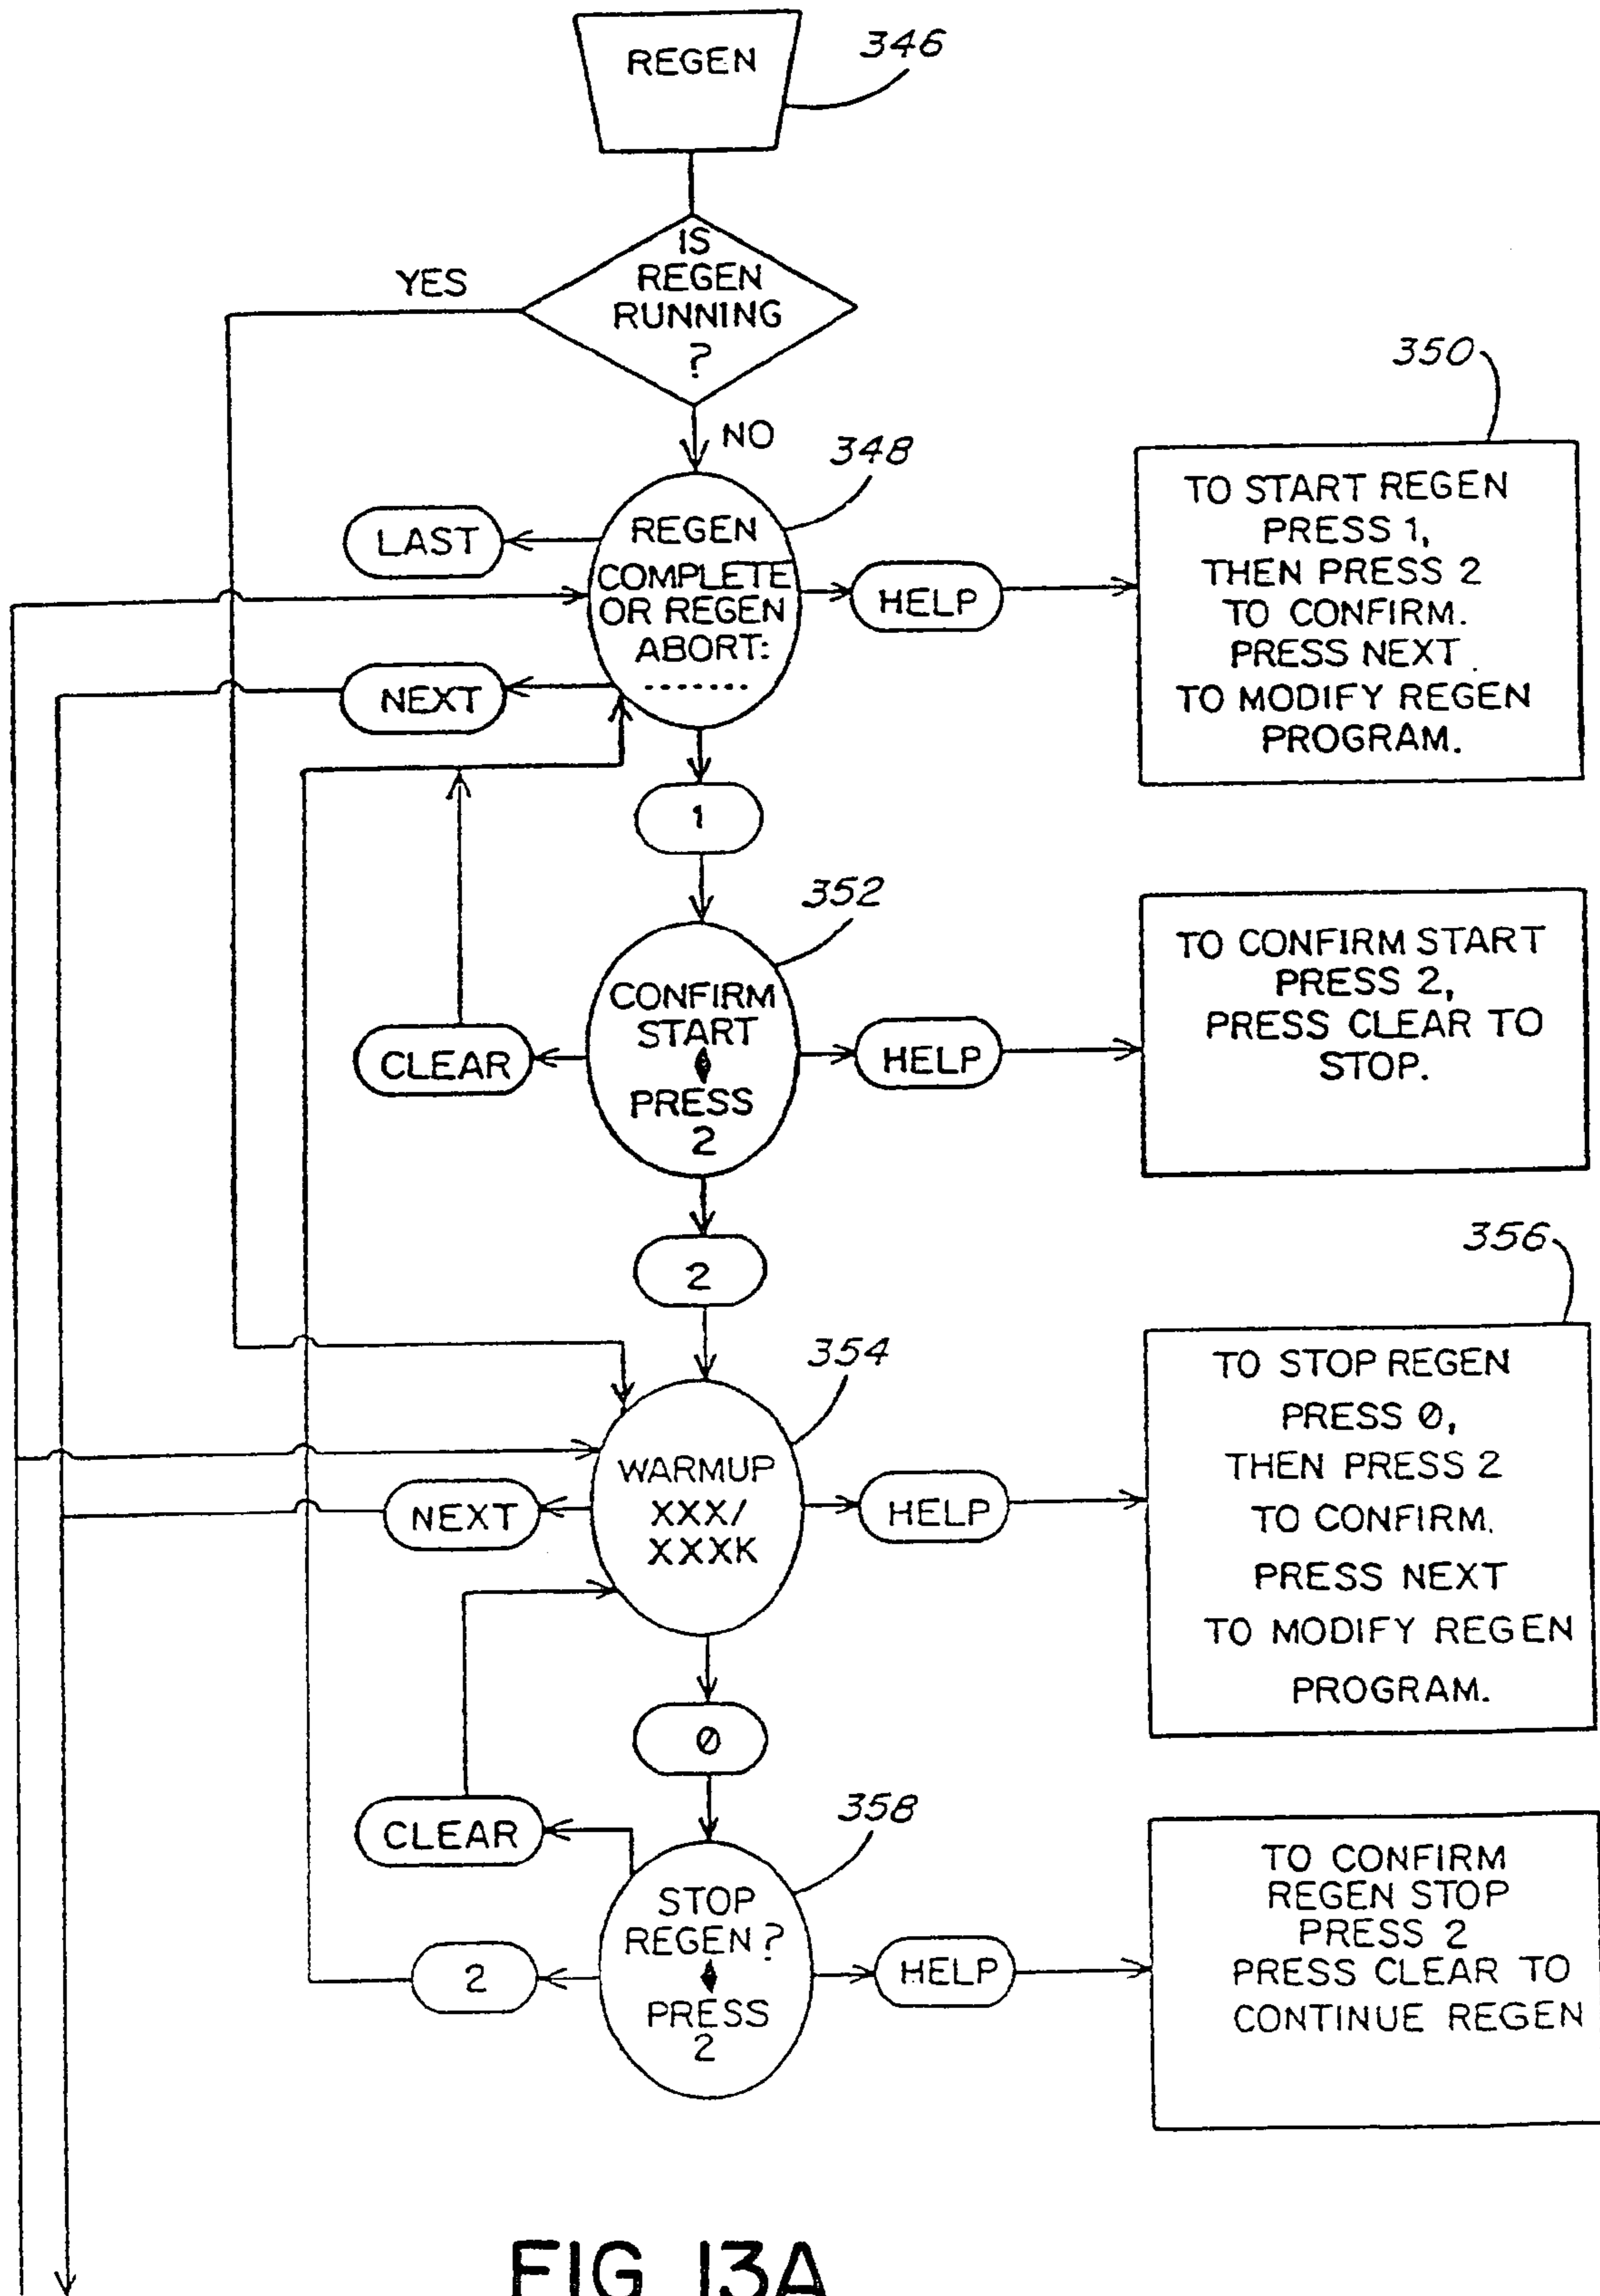 REGEN
346
IS
REGEN
RUNNING
?
YES
NO
348
350
LAST
REGEN
COMPLETE
OR REGEN
ABORT:
.......
HELP
TO START REGEN
PRESS 1,
THEN PRESS 2
TO CONFIRM.
PRESS NEXT
TO MODIFY REGEN
PROGRAM.
NEXT
1
352
CONFIRM
START
PRESS
2
CLEAR
HELP
TO CONFIRM START
PRESS 2,
PRESS CLEAR TO
STOP.
2
354
356
WARMUP
XXX/
XXXK
NEXT
HELP
TO STOP REGEN
PRESS 0,
THEN PRESS 2
TO CONFIRM.
PRESS NEXT
TO MODIFY REGEN
PROGRAM.
0
358
CLEAR
STOP
REGEN?
PRESS
2
2
HELP
TO CONFIRM
REGEN STOP
PRESS 2
PRESS CLEAR TO
CONTINUE REGEN
FIG 13A